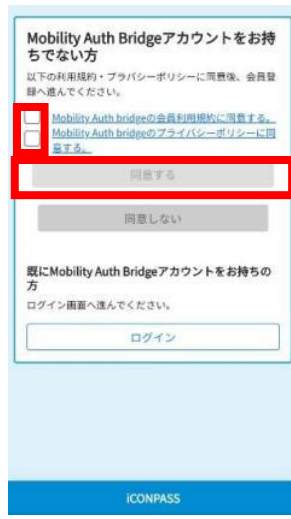 Mobility Auth Bridgeアカウントをお持
ちでない方
以下の利用規約・プラバシーポリシーに同意後、会員登
録へ進んでください。
Mobility Auth bridgeの会員利用規約に同意する。
Mobility Auth bridgeのプライバシーポリシーに同
意する。
同意する
同意しない
既にMobility Auth Bridgeアカウントをお持ちの
方
ログイン画面へ進んでください。
ログイン
iCONPASS